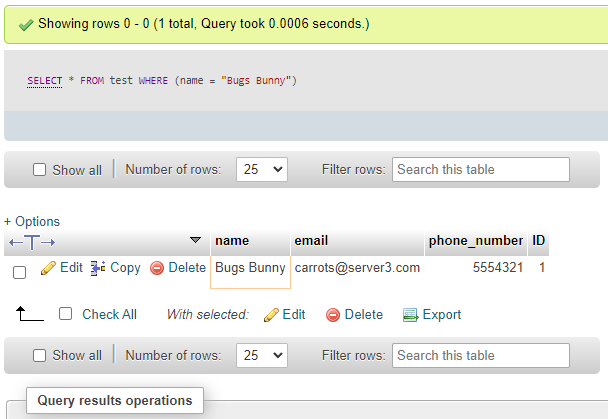 Showing rows 0 - 0 (1 total, Query took 0.0006 seconds.)
SELECT * FROM test WHERE (name = "Bugs Bunny")
Show all Number of rows: 25 Filter rows: Search this table
+ Options
name email phone_number ID
Edit Copy Delete Bugs Bunny carrots@server3.com 5554321 1
Check All With selected: Edit Delete Export
Show all Number of rows: 25 Filter rows: Search this table
Query results operations